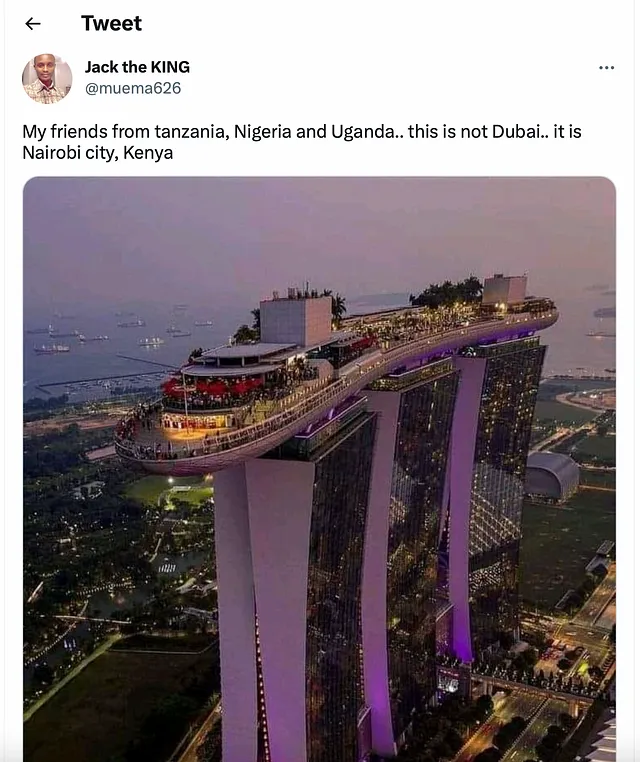 Tweet
Jack the KING
@muema626
My friends from tanzania, Nigeria and Uganda.. this is not Dubai.. it is
Nairobi city, Kenya